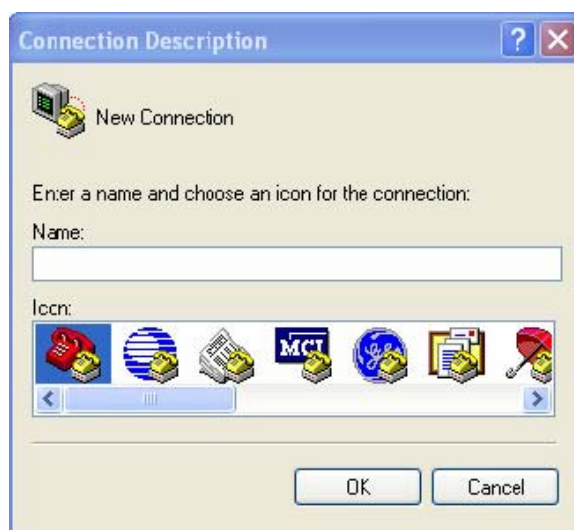 Connection Description
New Connection
Enter a name and choose an icon for the connection:
Name:
Icon:
MCI
OK
Cancel